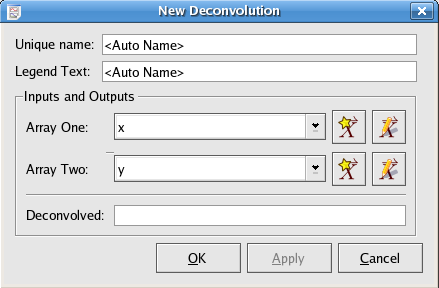 New Deconvolution
Unique name: <Auto Name>
Legend Text: <Auto Name>
Inputs and Outputs
Array One: x
Array Two: y
Deconvolved:
OK Apply Cancel